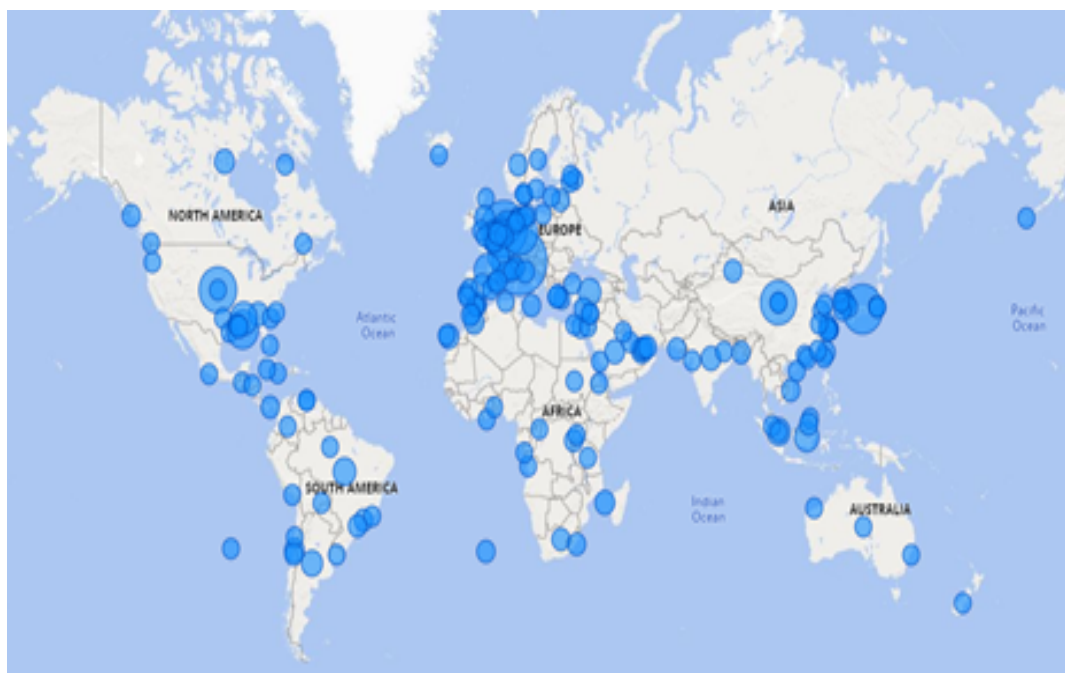 ASIA
NORTH AMERICA
EUROPE
Atlantic
Ocean
Pacific
Ocean
AFRICA
SOUTH AMERICA
Indian
Ocean
AUSTRALIA